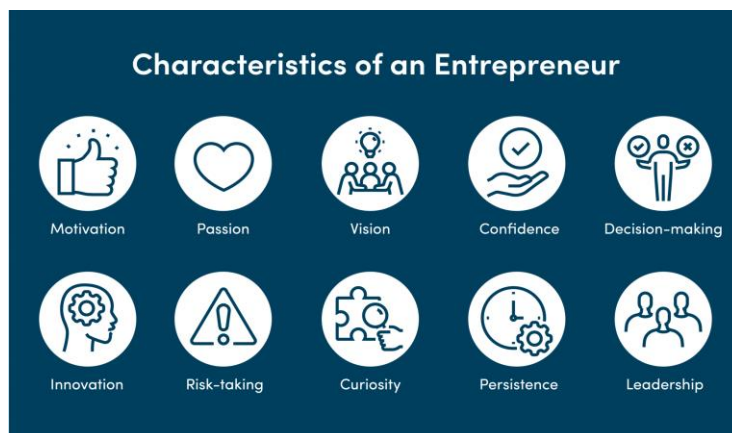 Characteristics of an Entrepreneur
Motivation
Passion
Vision
Confidence
Decision-making
Innovation
Risk-taking
Curiosity
Persistence
Leadership